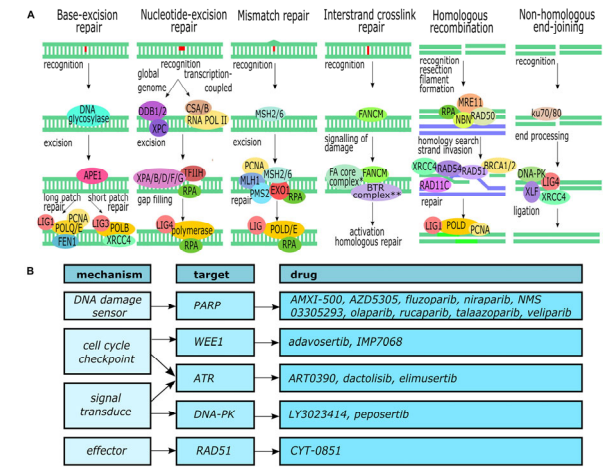 A
Base-excision
repair
Nucleotide-excision
repair
Mismatch repair
Interstrand crosslink
repair
Homologous
recombination
Non-homologous
end-joining
recognition
DNA
glycosylase
excision
APE1
long patch
repair
short patch
repair
LIG1
PCNA
POLQ/E
FEN1
LIG3
POLB
XRCC4
recognition
global
genome
transcription-
coupled
DDB1/2
XPC
CSA/B
RNA POL II
excision
XPA/B/D/F/G
TFIIH
RPA
gap filling
LIG4
polymerase
RPA
recognition
MSH2/6
excision
PCNA
MSH2/6
MLH1
PMS2
EXO1
RPA
repair
LIG
POLD/E
RPA
recognition
FANCM
signalling of
damage
FA core
complex*
FANCM
BTR
complex**
activation
homologous repair
recognition
resection
filament
formation
MRE11
RPA
NBN
RAD50
homology search
strand invasion
XRCC4
RAD54
RAD51
BRCA1/2
RAD11C
repair
LIG1
POLD
PCNA
recognition
ku70/80
end processing
DNA-PK
LIG4
XLF
XRCC4
ligation
B
mechanism
target
drug
DNA damage
sensor
PARP
AMXI-500, AZD5305, fluzoparib, niraparib, NMS
03305293, olaparib, rucaparib, talaazoparib, veliparib
cell cycle
checkpoint
WEE1
adavosertib, IMP7068
ATR
ART0390, dactolisib, elimusertib
signal
transduce
DNA-PK
LY3023414, peposertib
effector
RAD51
CYT-0851